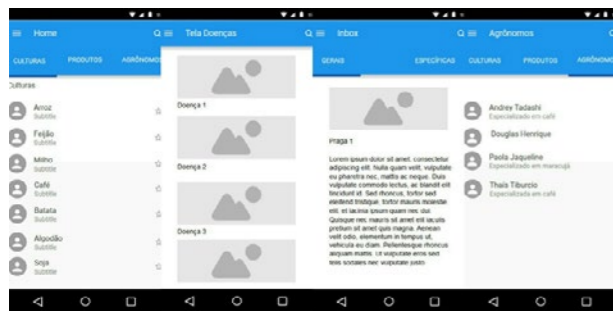 Home
CULTURAS PRODUTOS AGRÔNOMO
Culturas
Arroz
Subtitle
Feijão
Subtitle
Milho
Subtitle
Café
Subtitle
Batata
Subtitle
Algodão
Subtitle
Soja
Subtitle
Tela Doenças
Doença 1
Doença 2
Doença 3
Inbox
GERAIS ESPECÍFICAS
Praga 1
Lorem ipsum dolor sit amet, consectetur
adipiscing elit. Nulla quam velit, vulputate
eu pharetra nec, mattis ac neque. Duis
vulputate commodo lectus, ac blandit elit
tincidunt id. Sed rhoncus, tortor sed
eleifend tristique, tortor mauris molestie
elit, et lacinia ipsum quam nec dui.
Quisque nec mauris sit amet elit iaculis
pretium sit amet quis magna. Aenean
velit odio, elementum in tempus ut,
vehicula eu diam. Pellentesque rhoncus
aliquam mattis. Ut vulputate eros sed
felis sodales nec vulputate justo
Agrônomos
CULTURAS PRODUTOS AGRÔNOMO
Andrey Tadashi
Especializado em café
Douglas Henrique
Paola Jaqueline
Especializada em maracujá
Thaís Tiburcio
Especializada em café